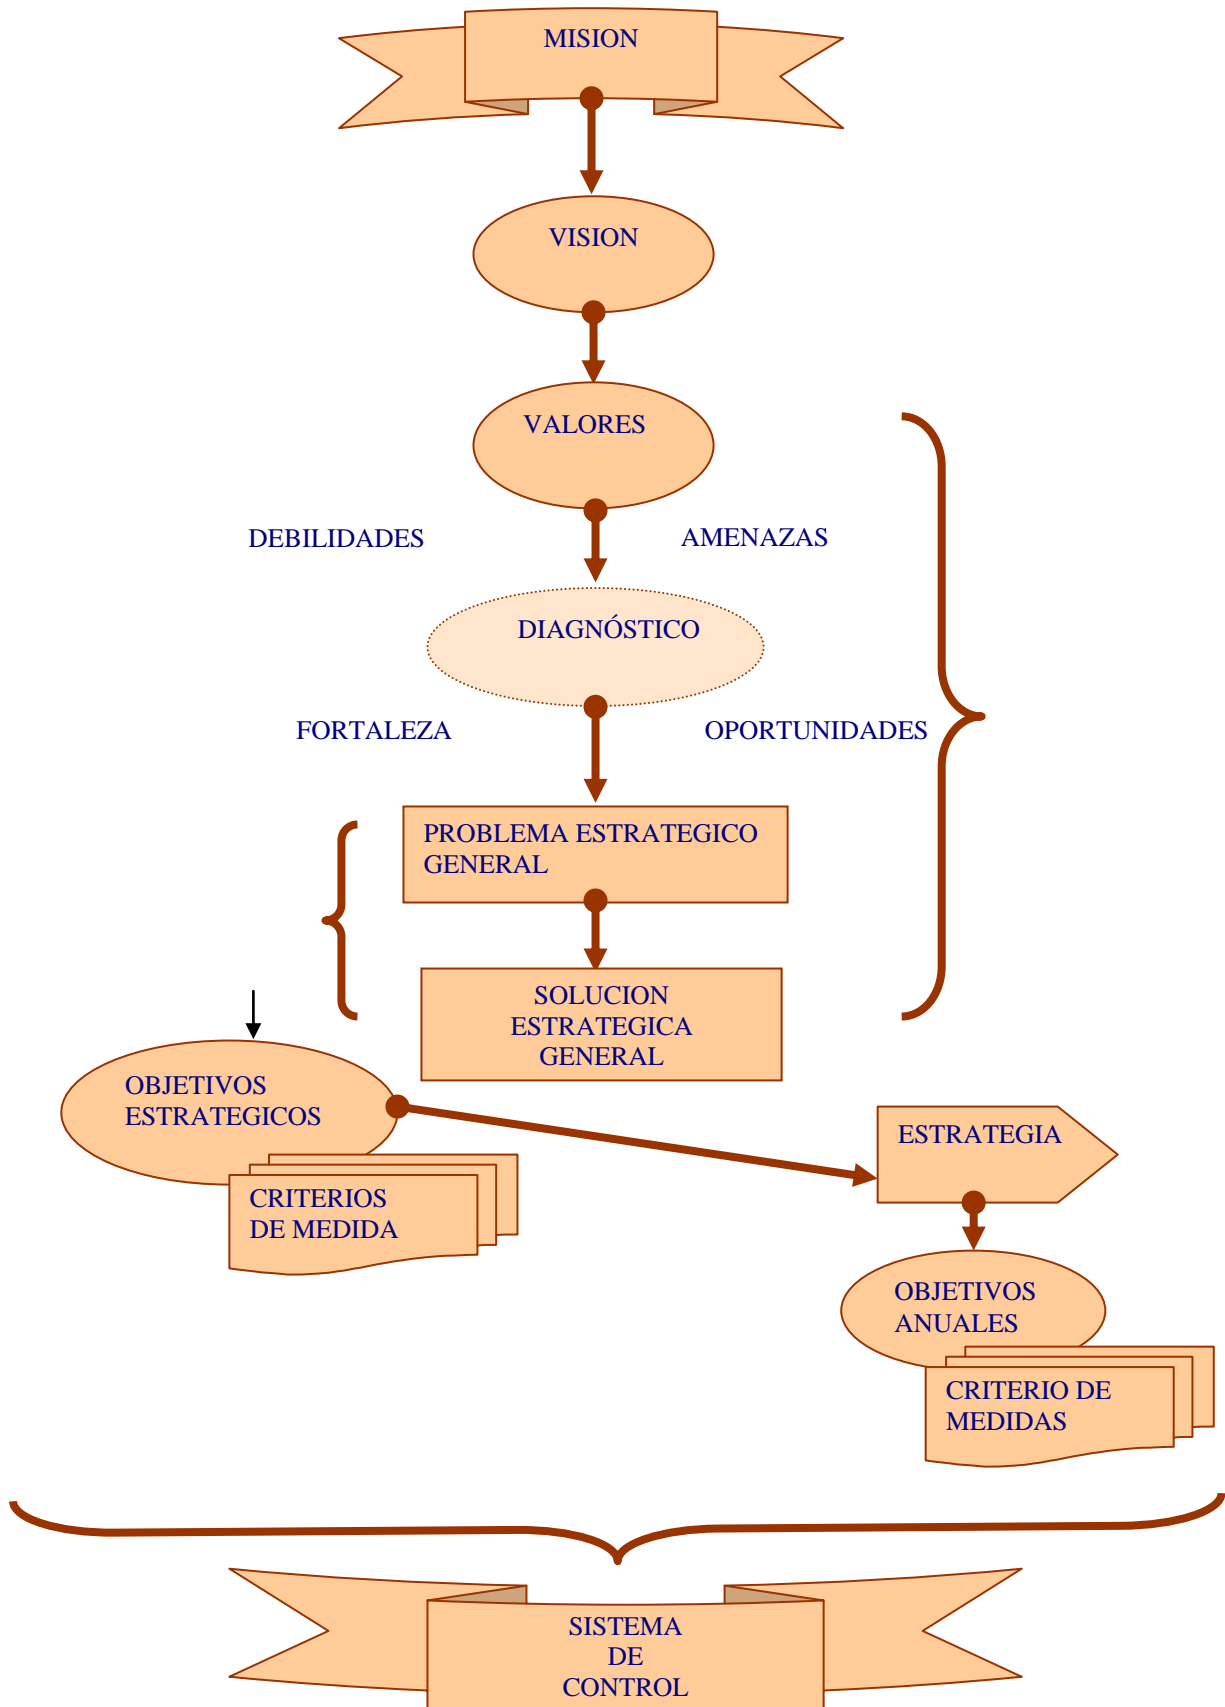 MISION
VISION
VALORES
DEBILIDADES
AMENAZAS
DIAGNÓSTICO
FORTALEZA
OPORTUNIDADES
PROBLEMA ESTRATEGICO
GENERAL
SOLUCION
ESTRATEGICA
GENERAL
OBJETIVOS
ESTRATEGICOS
CRITERIOS
DE MEDIDA
ESTRATEGIA
OBJETIVOS
ANUALES
CRITERIO DE
MEDIDAS
SISTEMA
DE
CONTROL